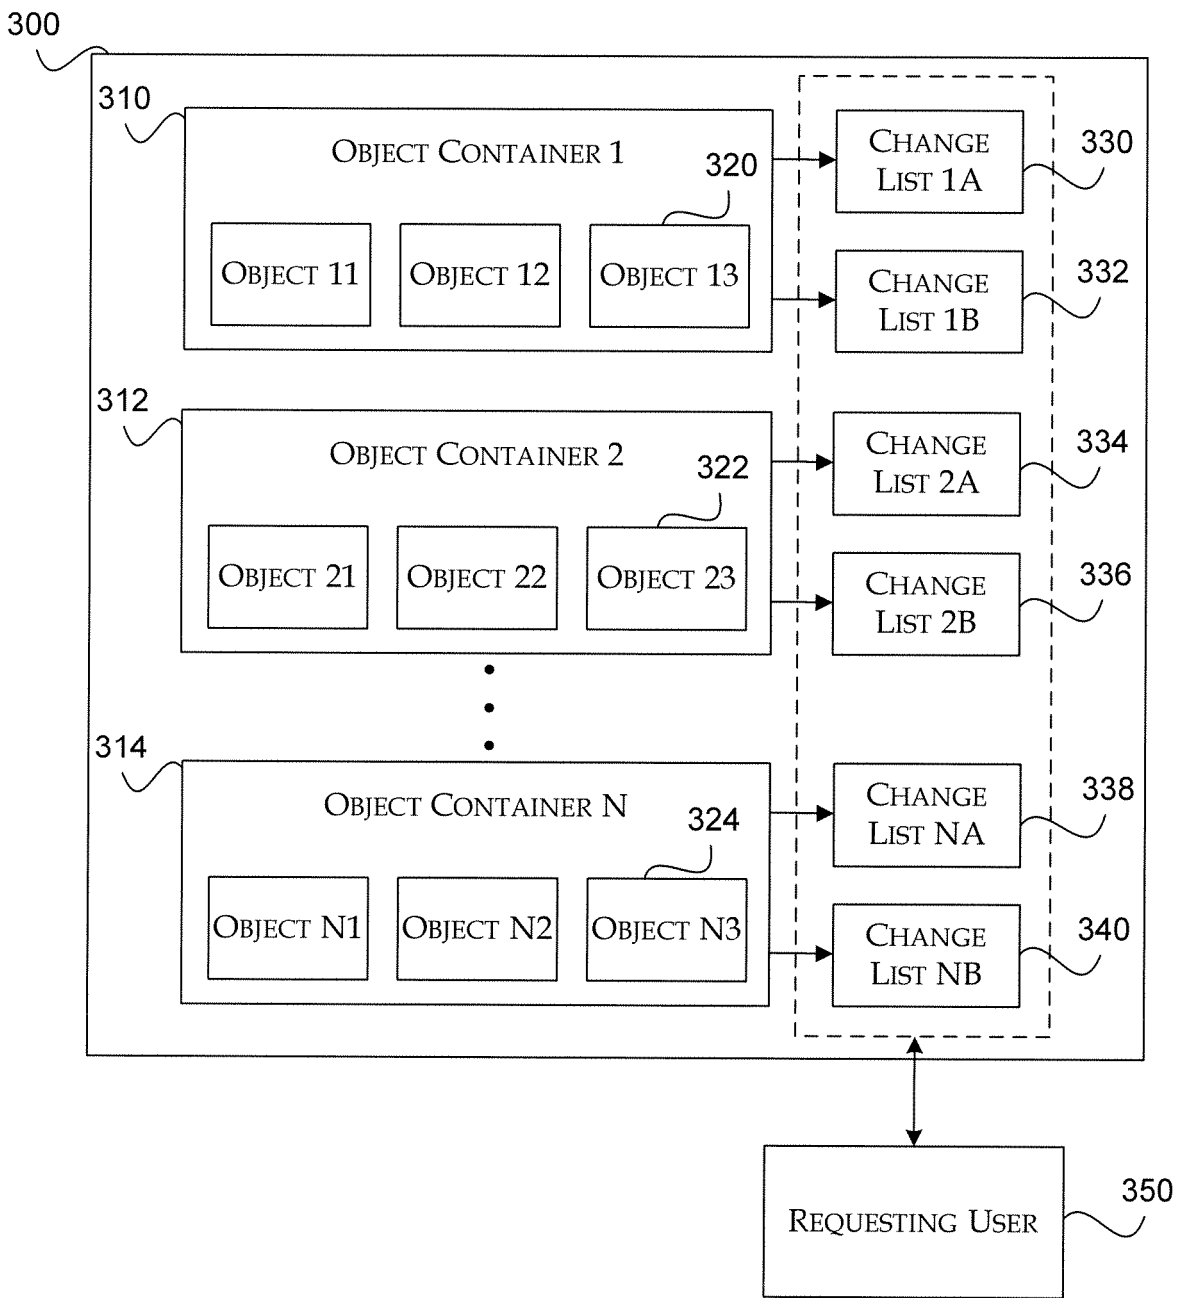 300
310
OBJECT CONTAINER 1
320
OBJECT 11
OBJECT 12
OBJECT 13
CHANGE
LIST 1A
330
CHANGE
LIST 1B
332
312
OBJECT CONTAINER 2
322
OBJECT 21
OBJECT 22
OBJECT 23
CHANGE
LIST 2A
334
CHANGE
LIST 2B
336
314
OBJECT CONTAINER N
324
OBJECT N1
OBJECT N2
OBJECT N3
CHANGE
LIST NA
338
CHANGE
LIST NB
340
REQUESTING USER
350